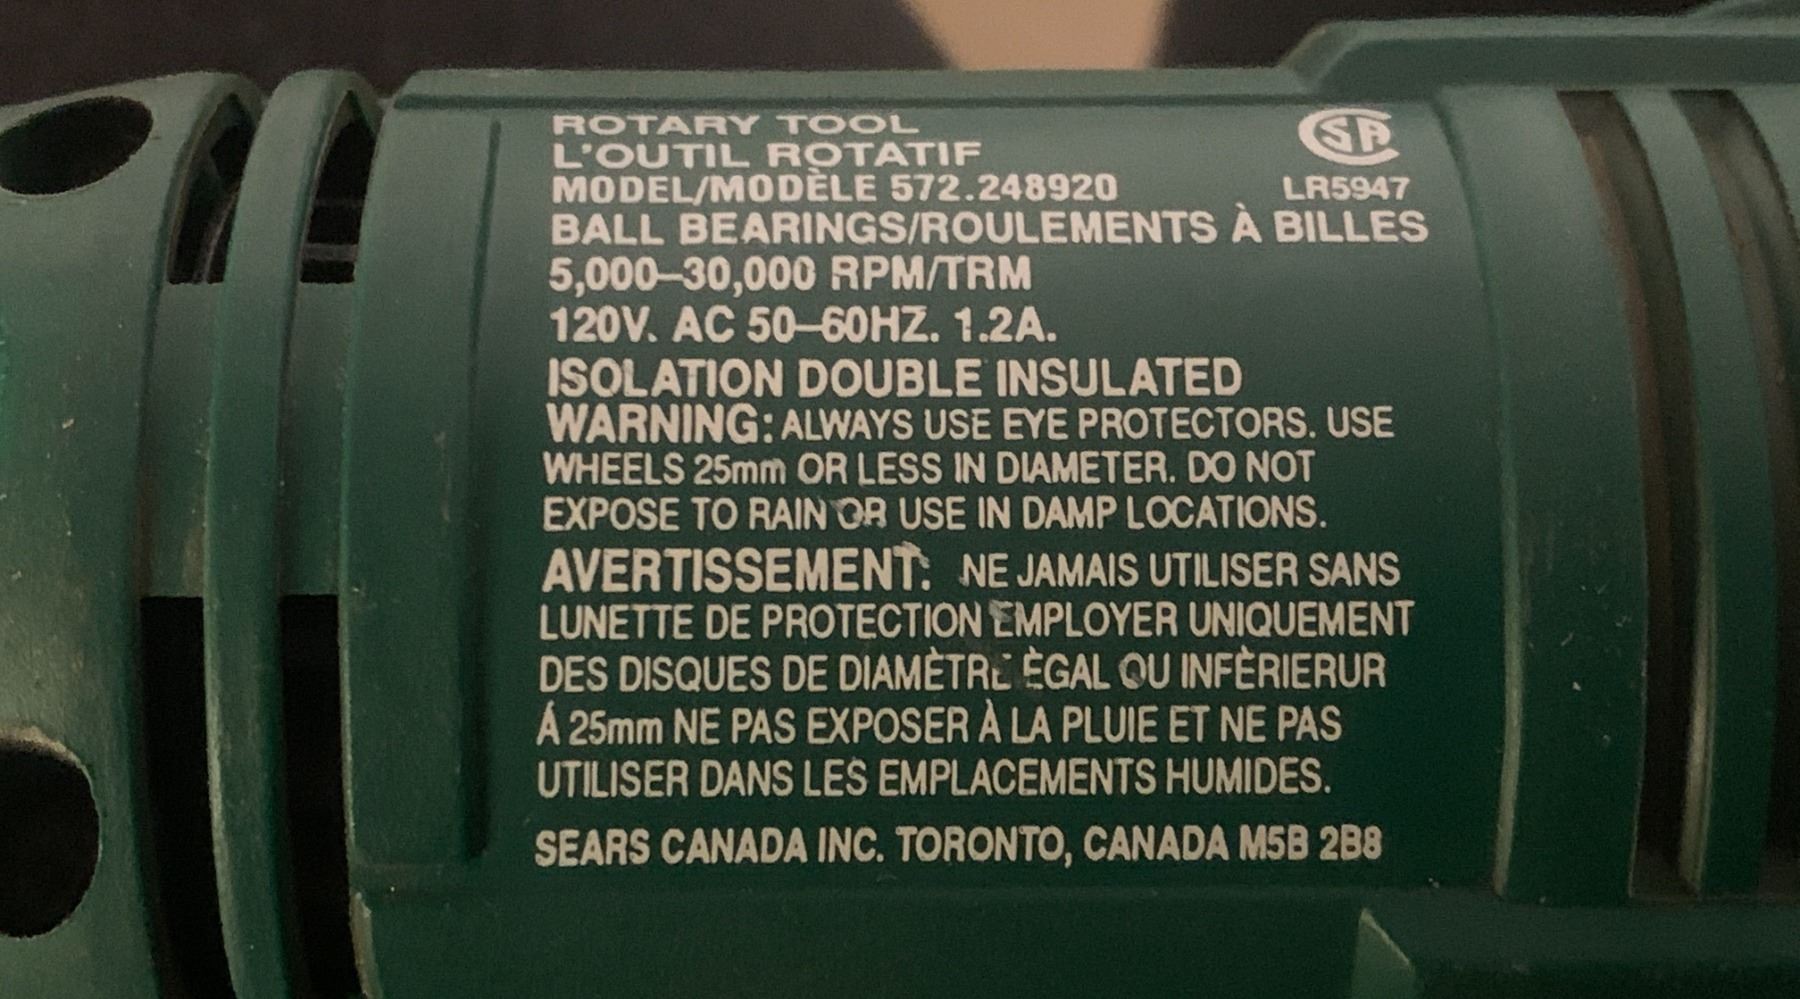 ROTARY TOOL
L'OUTIL ROTATIF
MODEL/MODÈLE 572.248920
SA
LR5947
BALL BEARINGS/ROULEMENTS À BILLES
5,000–30,000 RPM/TRM
120V. AC 50–60HZ. 1.2A.
ISOLATION DOUBLE INSULATED
WARNING: ALWAYS USE EYE PROTECTORS. USE
WHEELS 25mm OR LESS IN DIAMETER. DO NOT
EXPOSE TO RAIN OR USE IN DAMP LOCATIONS.
AVERTISSEMENT: NE JAMAIS UTILISER SANS
LUNETTE DE PROTECTION EMPLOYER UNIQUEMENT
DES DISQUES DE DIAMÈTRE ÈGAL OU INFÈRIERUR
Á 25mm NE PAS EXPOSER À LA PLUIE ET NE PAS
UTILISER DANS LES EMPLACEMENTS HUMIDES.
SEARS CANADA INC. TORONTO, CANADA M5B 2B8